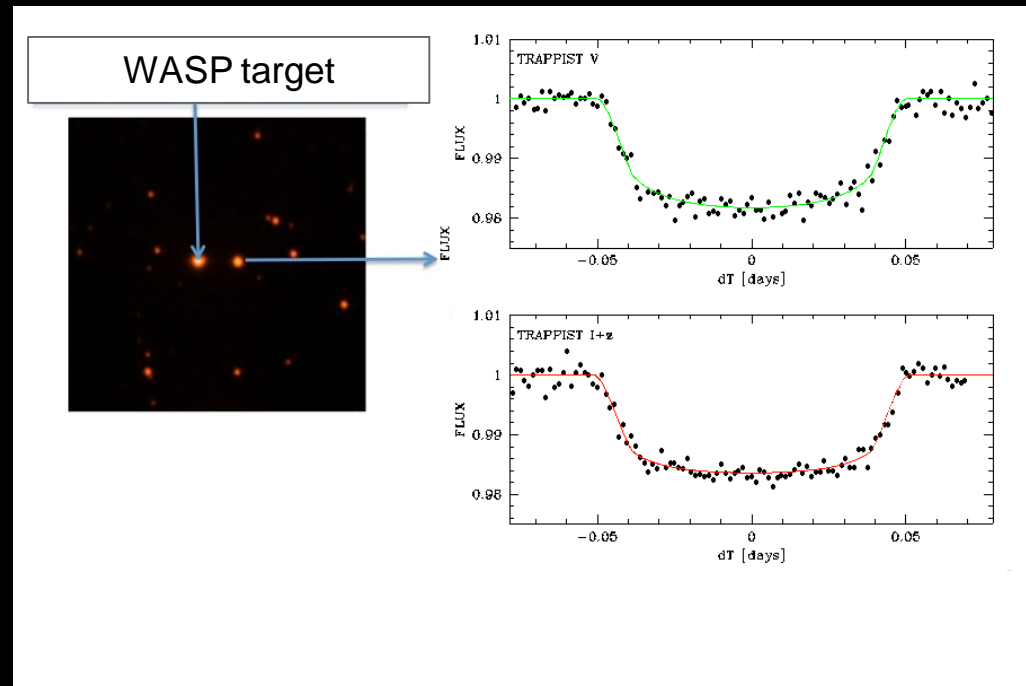 WASP target
1.01
TRAPPIST V
1
0.99
0.98
FLUX
FLUX
−0.05
0
0.05
dT [days]
1.01
TRAPPIST I+z
1
0.99
0.98
FLUX
−0.05
0
0.05
dT [days]